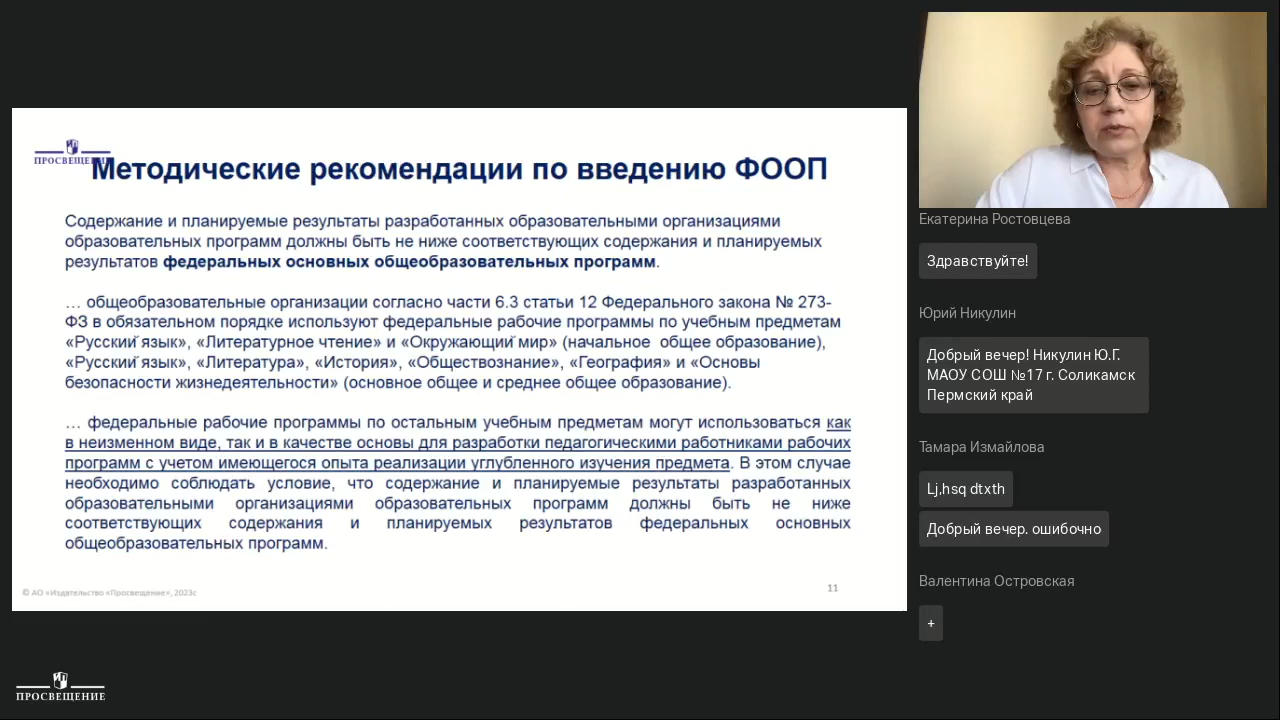 ПРОСВЕЩЕНИЕ
Методические рекомендации по введению ФООП
Содержание и планируемые результаты разработанных образовательными организациями
образовательных программ должны быть не ниже соответствующих содержания и планируемых
результатов федеральных основных общеобразовательных программ.
… общеобразовательные организации согласно части 6.3 статьи 12 Федерального закона № 273-
ФЗ в обязательном порядке используют федеральные рабочие программы по учебным предметам
«Русский язык», «Литературное чтение» и «Окружающий мир» (начальное общее образование),
«Русский язык», «Литература», «История», «Обществознание», «География» и «Основы
безопасности жизнедеятельности» (основное общее и среднее общее образование).
… федеральные рабочие программы по остальным учебным предметам могут использоваться как
в неизменном виде, так и в качестве основы для разработки педагогическими работниками рабочих
программ с учетом имеющегося опыта реализации углубленного изучения предмета. В этом случае
необходимо соблюдать условие, что содержание и планируемые результаты разработанных
образовательными организациями образовательных программ должны быть не ниже
соответствующих содержания и планируемых результатов федеральных основных
общеобразовательных программ.
© АО «Издательство «Просвещение», 2023с
11
ПРОСВЕЩЕНИЕ
Екатерина Ростовцева
Здравствуйте!
Юрий Никулин
Добрый вечер! Никулин Ю.Г.
МАОУ СОШ №17 г. Соликамск
Пермский край
Тамара Измайлова
Lj,hsq dtxth
Добрый вечер. ошибочно
Валентина Островская
+